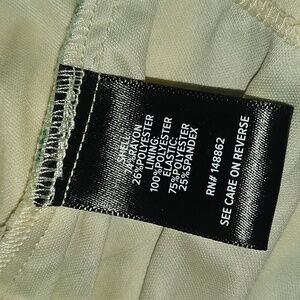 SHELL:
74%RAYON
26%POLYESTER
LINING:
100%POLYESTER
ELASTIC:
75%POLYESTER
25%SPANDEX
RN# 148862
SEE CARE ON REVERSE